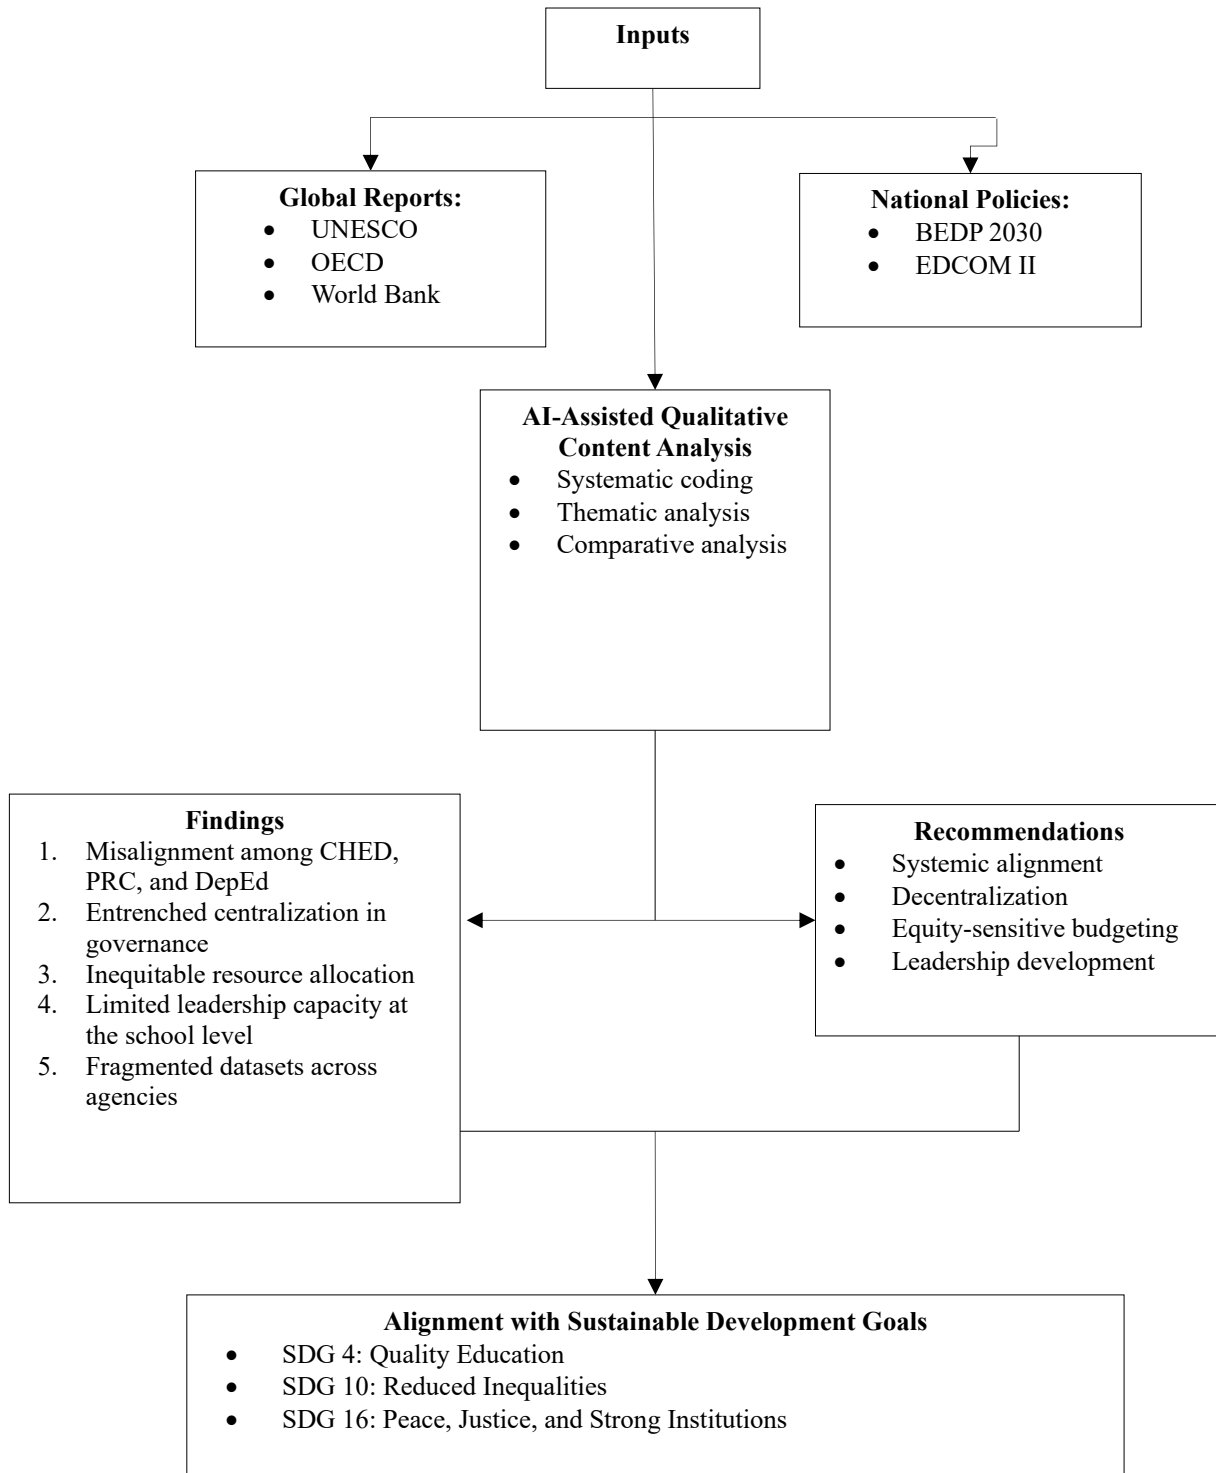 Inputs
Global Reports:
• UNESCO
• OECD
• World Bank
National Policies:
• BEDP 2030
• EDCOM II
AI-Assisted Qualitative
Content Analysis
• Systematic coding
• Thematic analysis
• Comparative analysis
Findings
1. Misalignment among CHED,
PRC, and DepEd
2. Entrenched centralization in
governance
3. Inequitable resource allocation
4. Limited leadership capacity at
the school level
5. Fragmented datasets across
agencies
Recommendations
• Systemic alignment
• Decentralization
• Equity-sensitive budgeting
• Leadership development
Alignment with Sustainable Development Goals
• SDG 4: Quality Education
• SDG 10: Reduced Inequalities
• SDG 16: Peace, Justice, and Strong Institutions